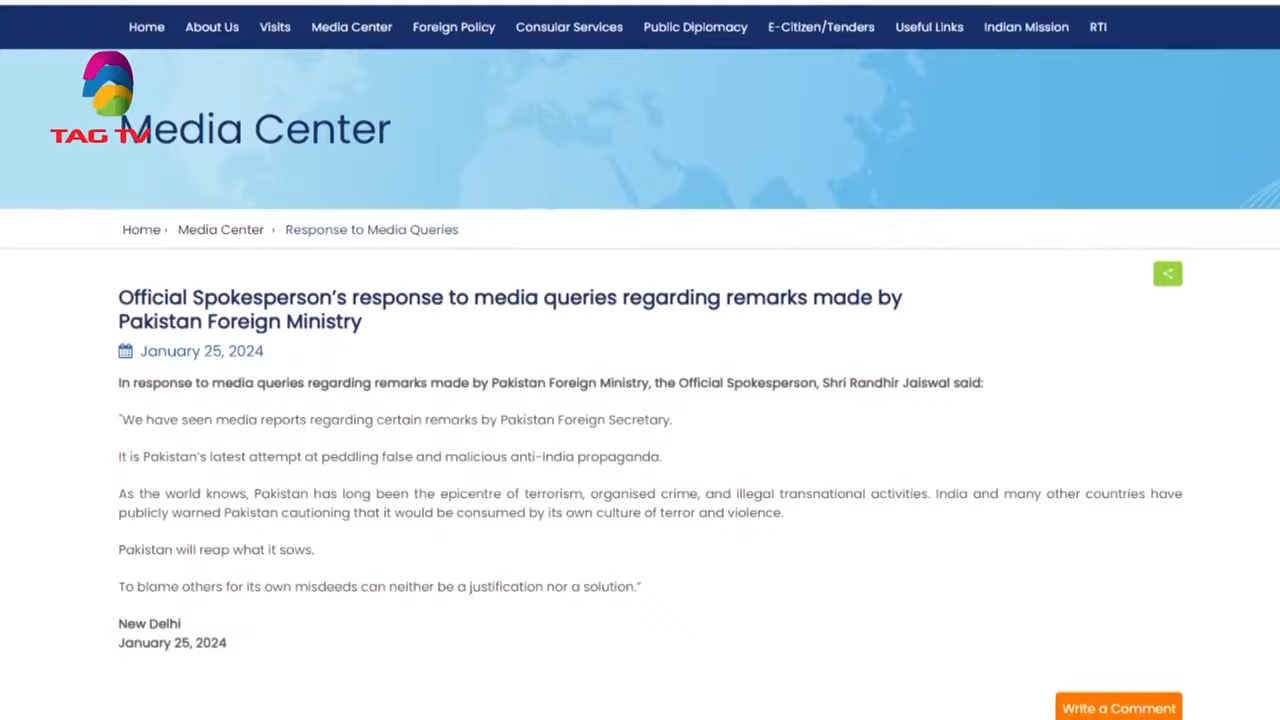 Home About Us Visits Media Center Foreign Policy Consular Services Public Diplomacy E-Citizen/Tenders Useful Links Indian Mission RTI
TAG TV
Media Center
Home › Media Center › Response to Media Queries
Official Spokesperson's response to media queries regarding remarks made by
Pakistan Foreign Ministry
January 25, 2024
In response to media queries regarding remarks made by Pakistan Foreign Ministry, the Official Spokesperson, Shri Randhir Jaiswal said:
"We have seen media reports regarding certain remarks by Pakistan Foreign Secretary.
It is Pakistan's latest attempt at peddling false and malicious anti-India propaganda.
As the world knows, Pakistan has long been the epicentre of terrorism, organised crime, and illegal transnational activities. India and many other countries have
publicly warned Pakistan cautioning that it would be consumed by its own culture of terror and violence.
Pakistan will reap what it sows.
To blame others for its own misdeeds can neither be a justification nor a solution."
New Delhi
January 25, 2024
Write a Comment